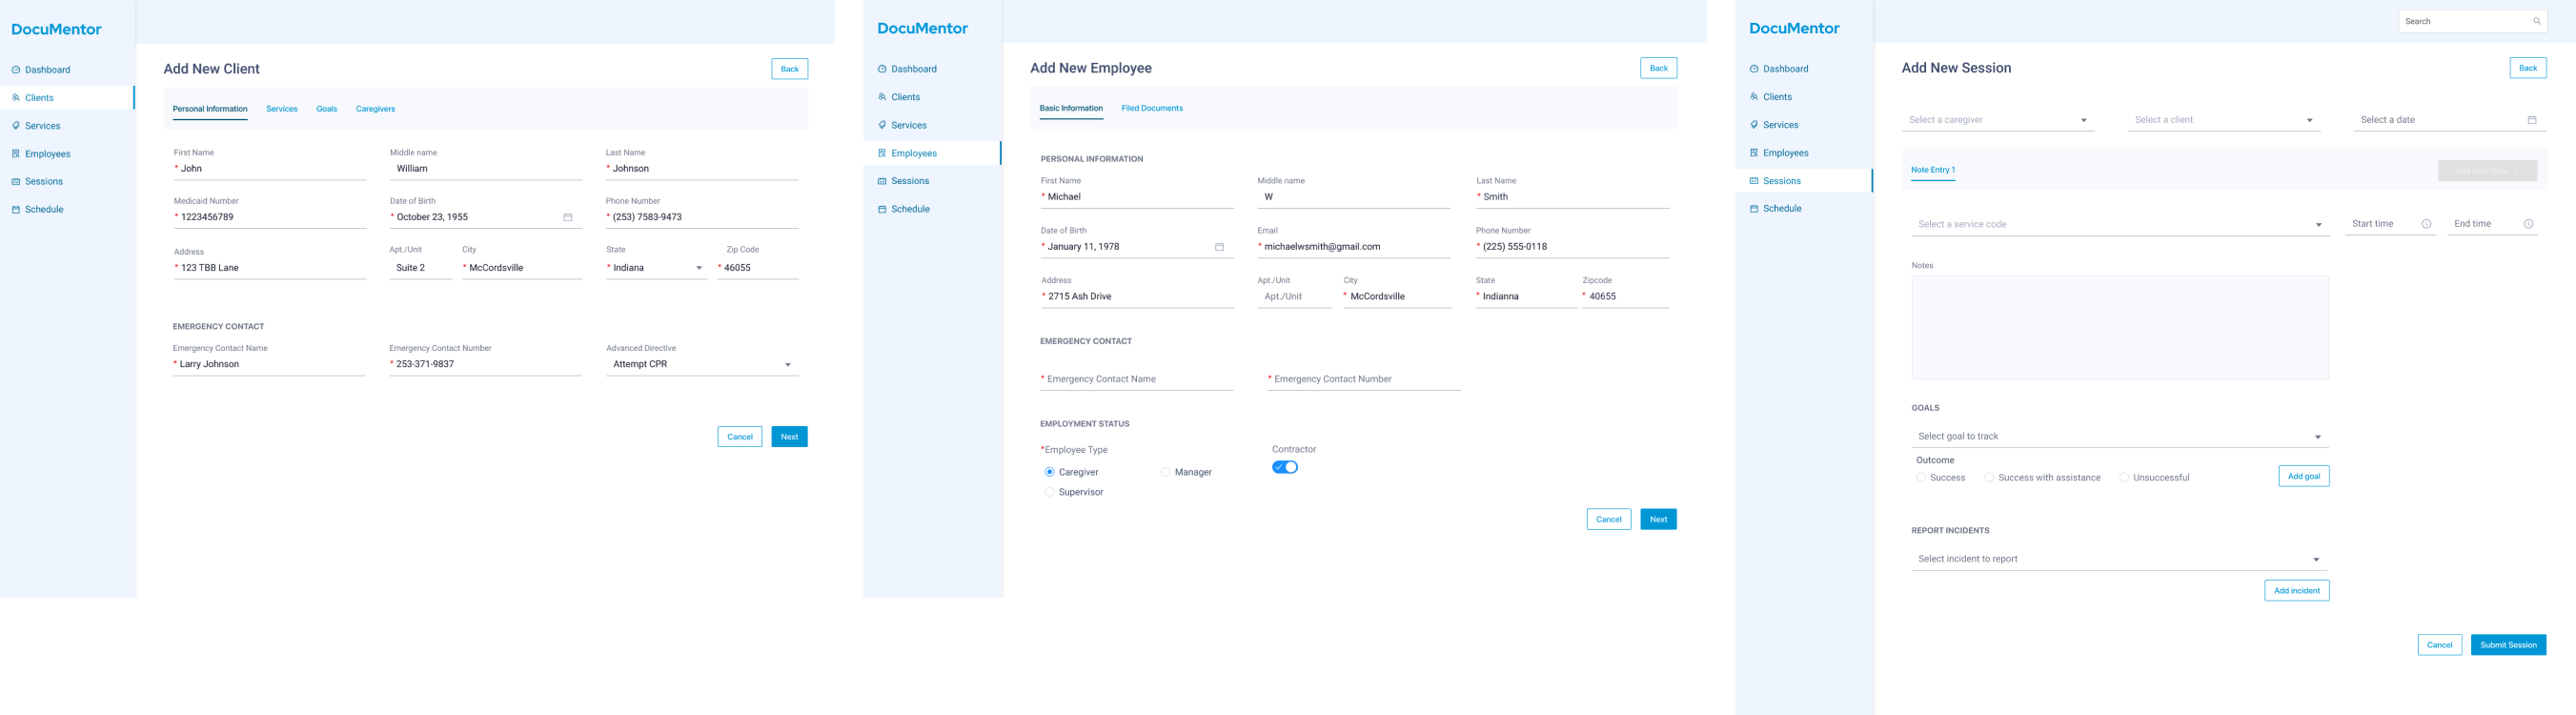 DocuMentor
Dashboard
Clients
Services
Employees
Sessions
Schedule
Add New Client
Back
Personal Information Services Goals Caregivers
First Name Middle name Last Name
* John William * Johnson
Medicaid Number Date of Birth Phone Number
* 1223456789 * October 23, 1955 * (253) 7583-9473
Address Apt./Unit City State Zip Code
* 123 TBB Lane Suite 2 * McCordsville * Indiana * 46055
EMERGENCY CONTACT
Emergency Contact Name Emergency Contact Number Advanced Directive
* Larry Johnson * 253-371-9837 Attempt CPR
Cancel Next
DocuMentor
Dashboard
Clients
Services
Employees
Sessions
Schedule
Add New Employee
Back
Basic Information Filed Documents
PERSONAL INFORMATION
First Name Middle name Last Name
* Michael W * Smith
Date of Birth Email Phone Number
* January 11, 1978 * michaelwsmith@gmail.com * (225) 555-0118
Address Apt./Unit City State Zipcode
* 2715 Ash Drive Apt./Unit * McCordsville * Indianna * 40655
EMERGENCY CONTACT
* Emergency Contact Name * Emergency Contact Number
EMPLOYMENT STATUS
*Employee Type Contractor
Caregiver Manager
Supervisor
Cancel Next
DocuMentor
Dashboard
Clients
Services
Employees
Sessions
Schedule
Search
Add New Session
Back
Select a caregiver Select a client Select a date
Note Entry 1 Add New Note +
Select a service code Start time End time
Notes
GOALS
Select goal to track
Outcome
Success Success with assistance Unsuccessful
Add goal
REPORT INCIDENTS
Select incident to report
Add incident
Cancel Submit Session